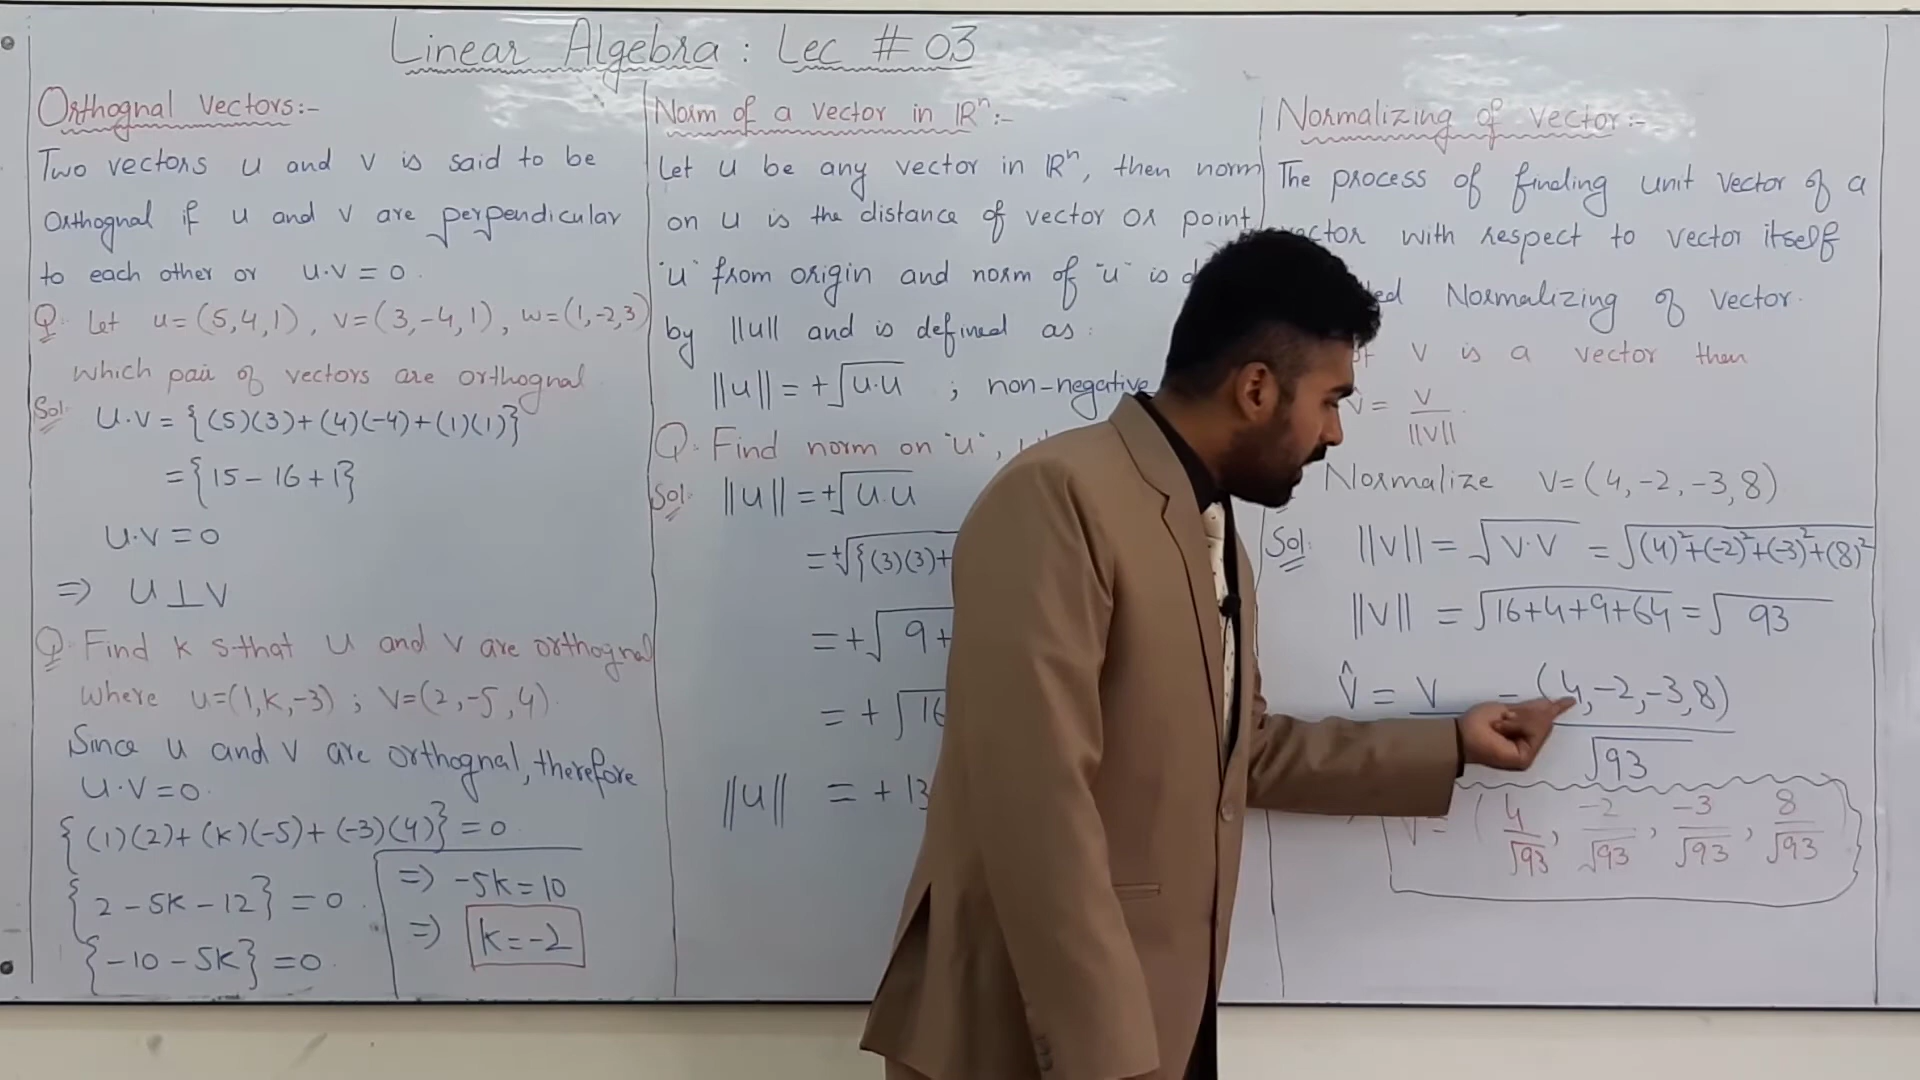 Linear Algebra : Lec # 03
Orthognal Vectors:-
Two vectors u and v is said to be
Orthognal if u and v are perpendicular
to each other or u·v = 0.
Q: Let u=(5,4,1), v=(3,-4,1), w=(1,-2,3)
which pair of vectors are orthognal
Sol: u·v = {(5)(3)+(4)(-4)+(1)(1)}
={15-16+1}
u·v = 0
=> u⊥v
Q: Find k s·that u and v are orthognal
where u=(1,k,-3) ; v=(2,-5,4).
Since u and v are orthognal, therefore
u·v=0.
{(1)(2)+(k)(-5)+(-3)(4)} = 0
{2-5k-12} = 0.
{-10-5k} = 0.
=> -5k = 10
=> k=-2
Norm of a vector in ℝⁿ:-
Let u be any vector in ℝⁿ, then norm
on u is the distance of vector or point
"u" from origin and norm of "u" is
by ||u|| and is defined as:
||u|| = +√u·u ; non-negative
Q: Find norm on "u",
Sol: ||u|| = +√u·u
= +√{(3)(3)+
= +√9+
= +√16
||u|| = +13
Normalizing of vector:-
The process of finding unit vector of a
with respect to vector itself
Normalizing of vector.
v is a vector then
v̂ = v/||v||.
Normalize v=(4,-2,-3,8)
Sol: ||v|| = √v·v = √(4)²+(-2)²+(-3)²+(8)²
||v|| = √16+4+9+64 = √93
v̂ = v = (4,-2,-3,8)/√93
v̂ = (4/√93, -2/√93, -3/√93, 8/√93)